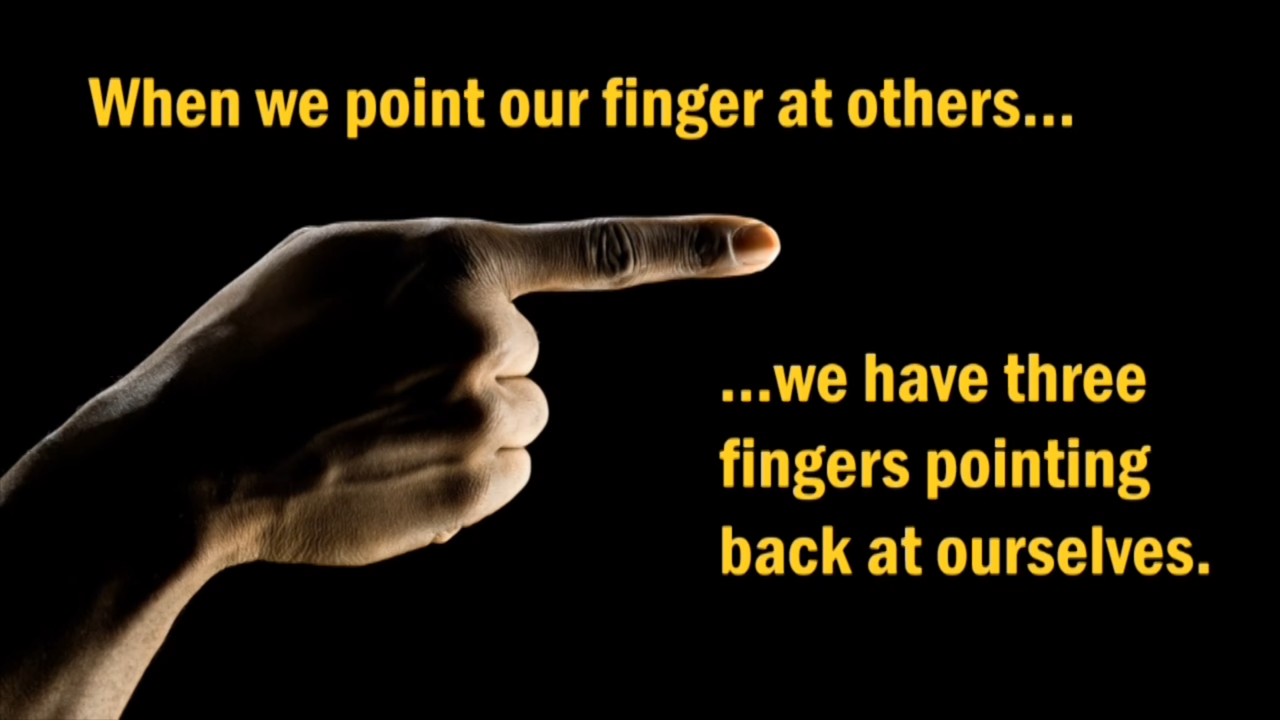 When we point our finger at others...
...we have three
fingers pointing
back at ourselves.